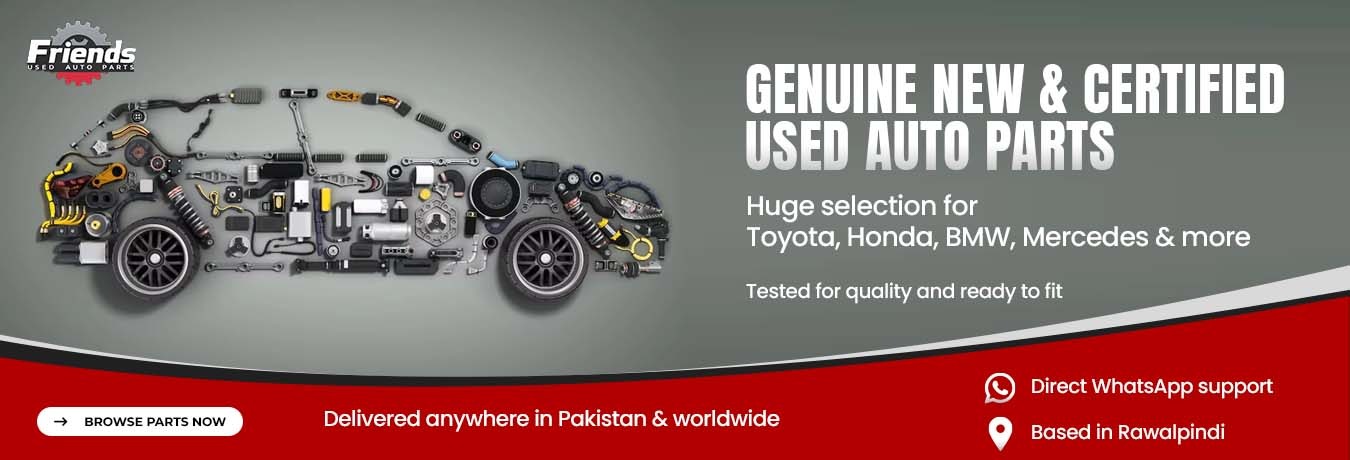 Friends
USED AUTO PARTS
GENUINE NEW & CERTIFIED
USED AUTO PARTS
Huge selection for
Toyota, Honda, BMW, Mercedes & more
Tested for quality and ready to fit
→ BROWSE PARTS NOW
Delivered anywhere in Pakistan & worldwide
Direct WhatsApp support
Based in Rawalpindi